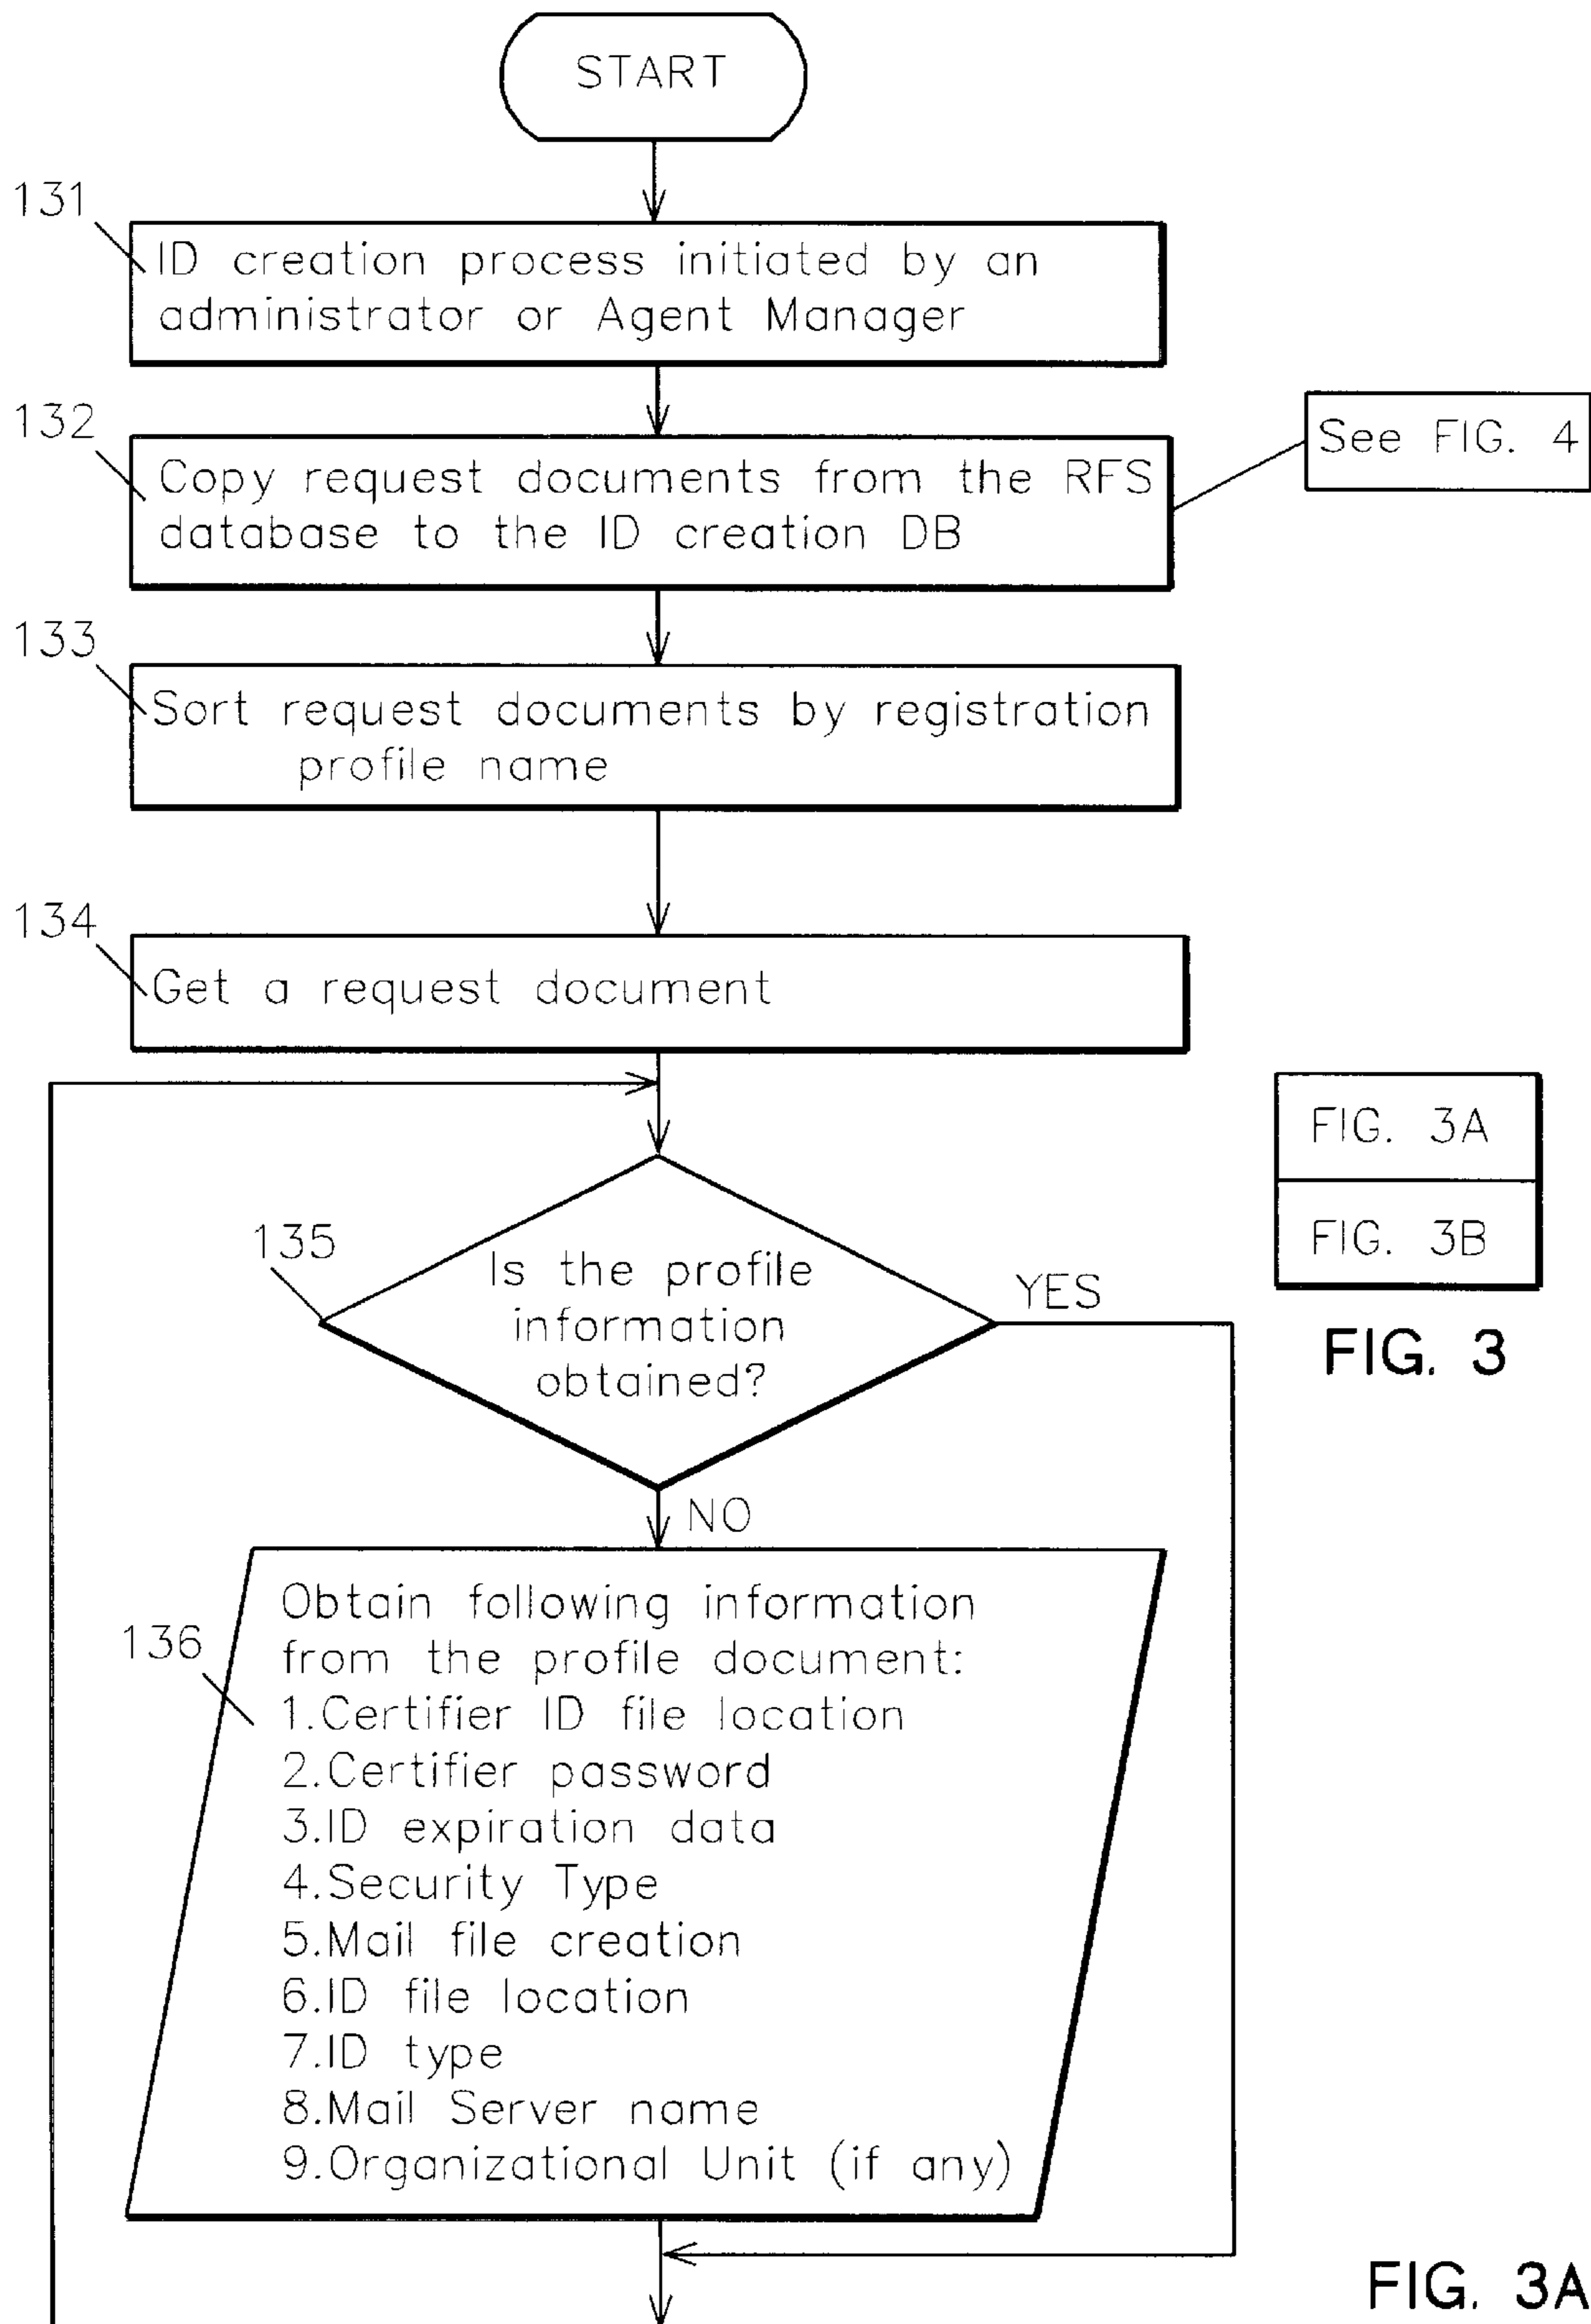 START
131
ID creation process initiated by an
administrator or Agent Manager
132
Copy request documents from the RFS
database to the ID creation DB
See FIG. 4
133
Sort request documents by registration
profile name
134
Get a request document
FIG. 3A
FIG. 3B
FIG. 3
135
Is the profile
information
obtained?
YES
NO
136
Obtain following information
from the profile document:
1.Certifier ID file location
2.Certifier password
3.ID expiration data
4.Security Type
5.Mail file creation
6.ID file location
7.ID type
8.Mail Server name
9.Organizational Unit (if any)
FIG. 3A